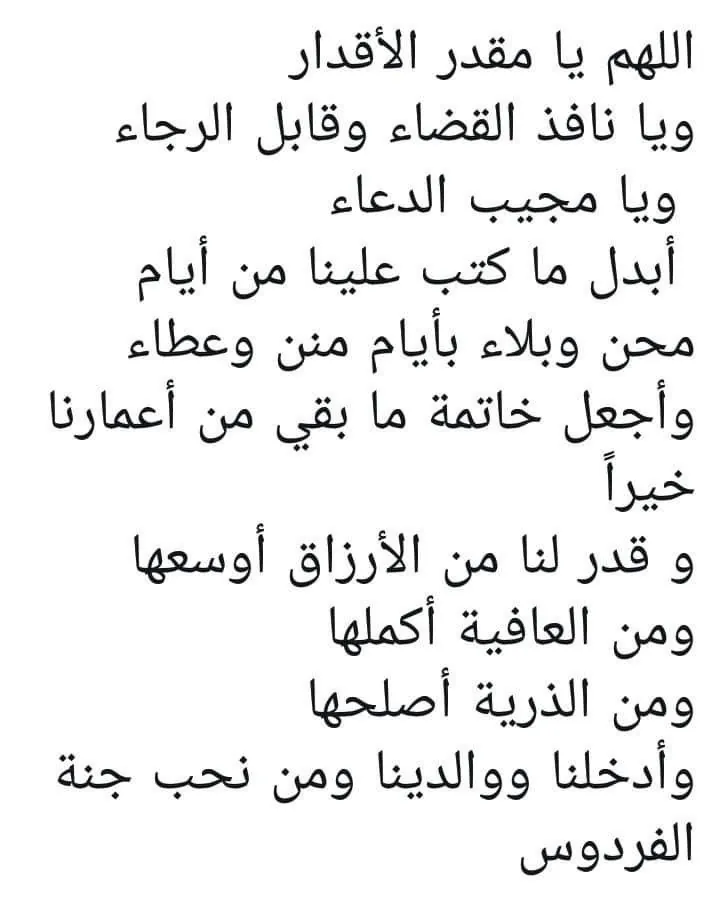 اللهم يا مقدر الأقدار
ويا نافذ القضاء وقابل الرجاء
ويا مجيب الدعاء
أبدل ما كتب علينا من أيام
محن وبلاء بأيام منن وعطاء
وأجعل خاتمة ما بقي من أعمارنا
خيراً
و قدر لنا من الأرزاق أوسعها
ومن العافية أكملها
ومن الذرية أصلحها
وأدخلنا ووالدينا ومن نحب جنة
الفردوس